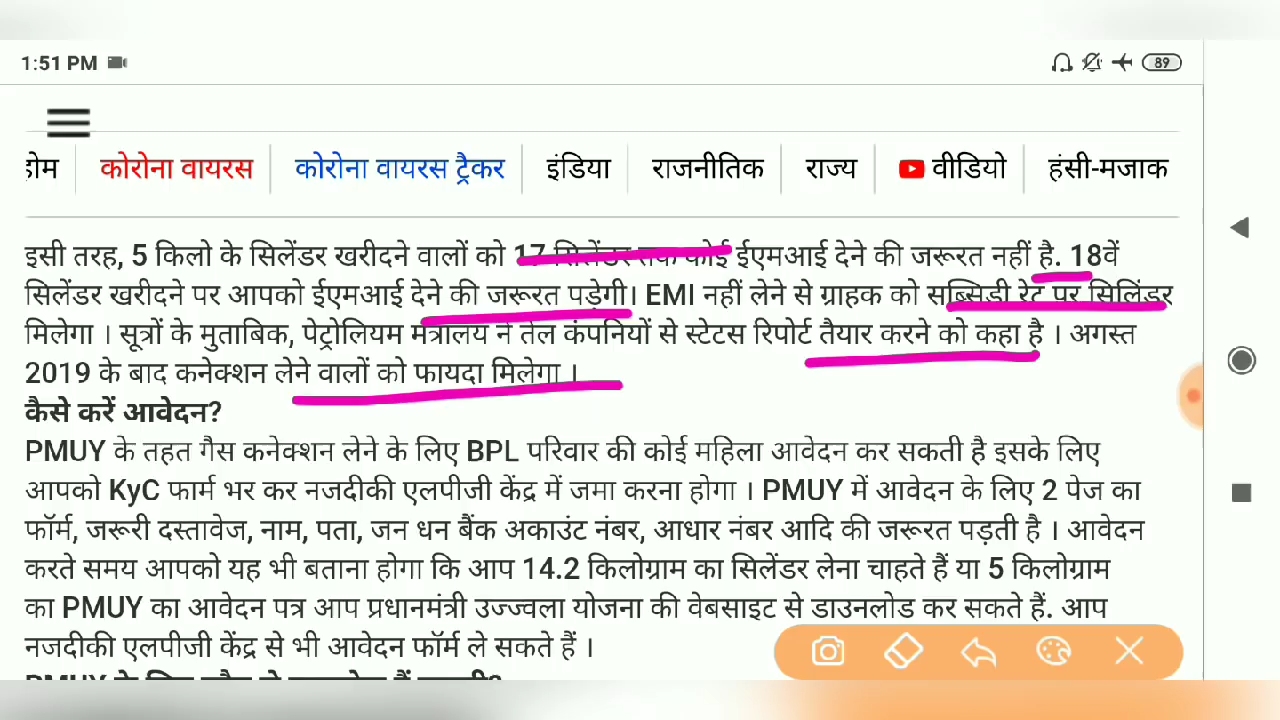 1:51 PM
89
होम कोरोना वायरस कोरोना वायरस ट्रैकर इंडिया राजनीतिक राज्य वीडियो हंसी-मजाक
इसी तरह, 5 किलो के सिलेंडर खरीदने वालों को 17 सिलेंडर तक कोई ईएमआई देने की जरूरत नहीं है. 18वें
सिलेंडर खरीदने पर आपको ईएमआई देने की जरूरत पड़ेगी। EMI नहीं लेने से ग्राहक को सब्सिडी रेट पर सिलिंडर
मिलेगा । सूत्रों के मुताबिक, पेट्रोलियम मंत्रालय ने तेल कंपनियों से स्टेटस रिपोर्ट तैयार करने को कहा है । अगस्त
2019 के बाद कनेक्शन लेने वालों को फायदा मिलेगा ।
कैसे करें आवेदन?
PMUY के तहत गैस कनेक्शन लेने के लिए BPL परिवार की कोई महिला आवेदन कर सकती है इसके लिए
आपको KyC फार्म भर कर नजदीकी एलपीजी केंद्र में जमा करना होगा । PMUY में आवेदन के लिए 2 पेज का
फॉर्म, जरूरी दस्तावेज, नाम, पता, जन धन बैंक अकाउंट नंबर, आधार नंबर आदि की जरूरत पड़ती है । आवेदन
करते समय आपको यह भी बताना होगा कि आप 14.2 किलोग्राम का सिलेंडर लेना चाहते हैं या 5 किलोग्राम
का PMUY का आवेदन पत्र आप प्रधानमंत्री उज्ज्वला योजना की वेबसाइट से डाउनलोड कर सकते हैं. आप
नजदीकी एलपीजी केंद्र से भी आवेदन फॉर्म ले सकते हैं ।
PMUY के लिए